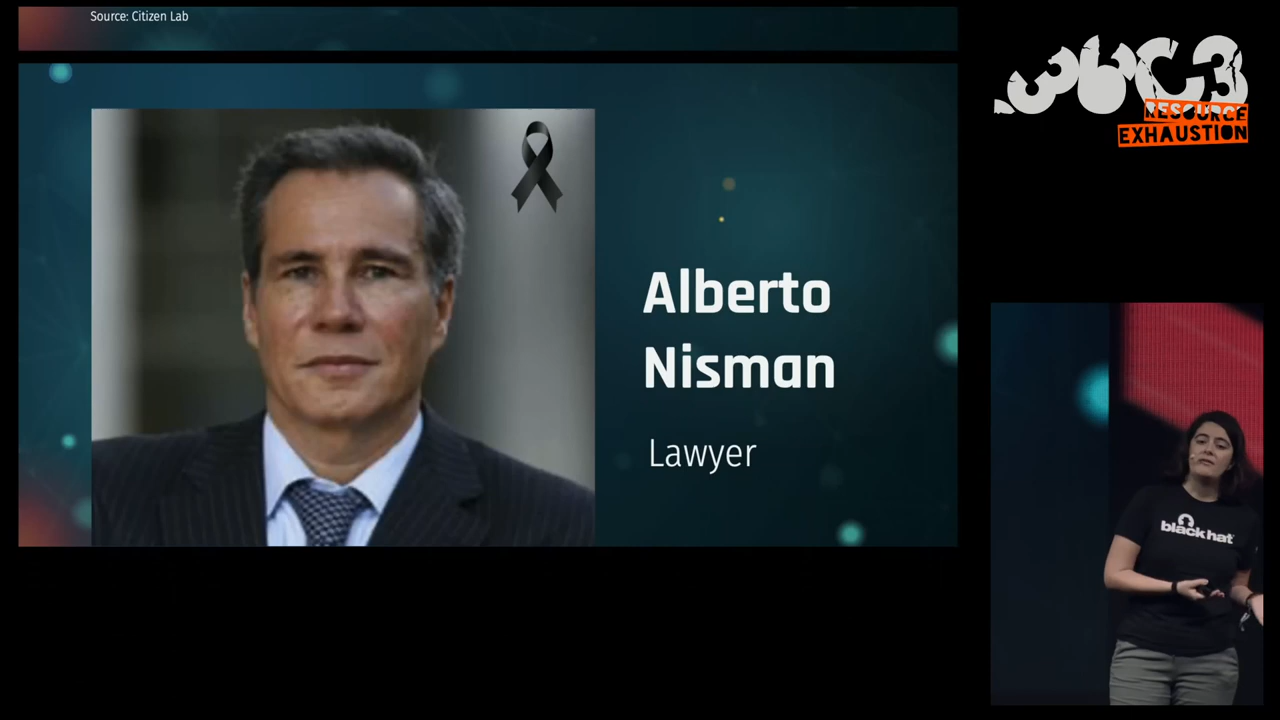 Source: Citizen Lab
36C3
RESOURCE
EXHAUSTION
Alberto
Nisman
Lawyer
black hat